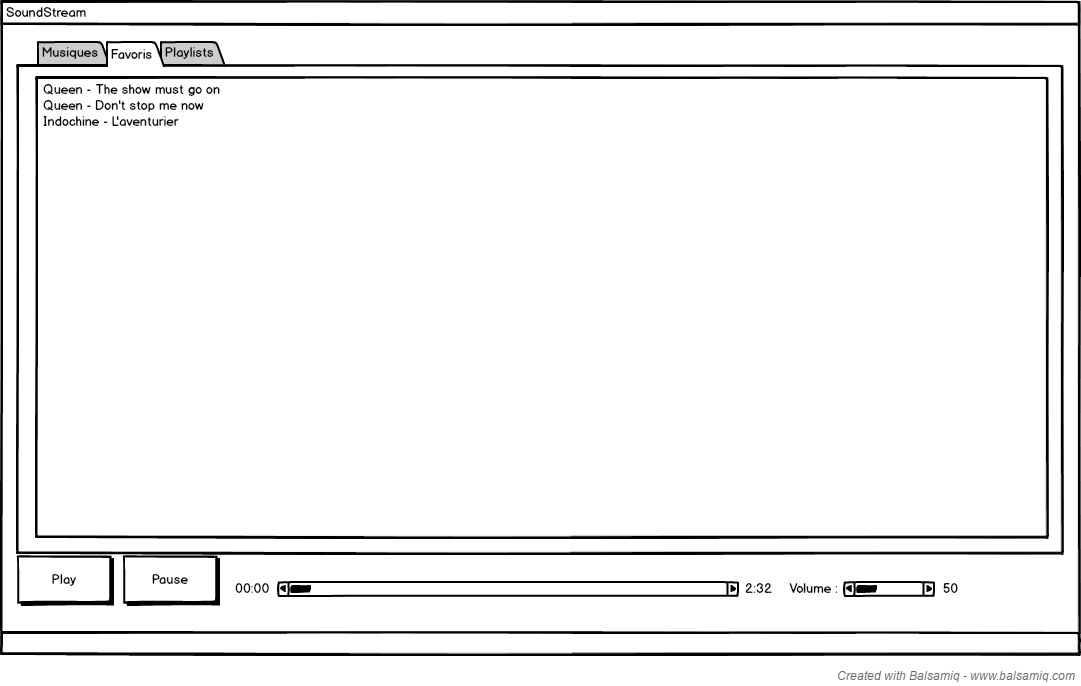 SoundStream
Musiques Favoris Playlists
Queen - The show must go on
Queen - Don't stop me now
Indochine - L'aventurier
Play Pause 00:00 2:32 Volume : 50
Created with Balsamiq - www.balsamiq.com